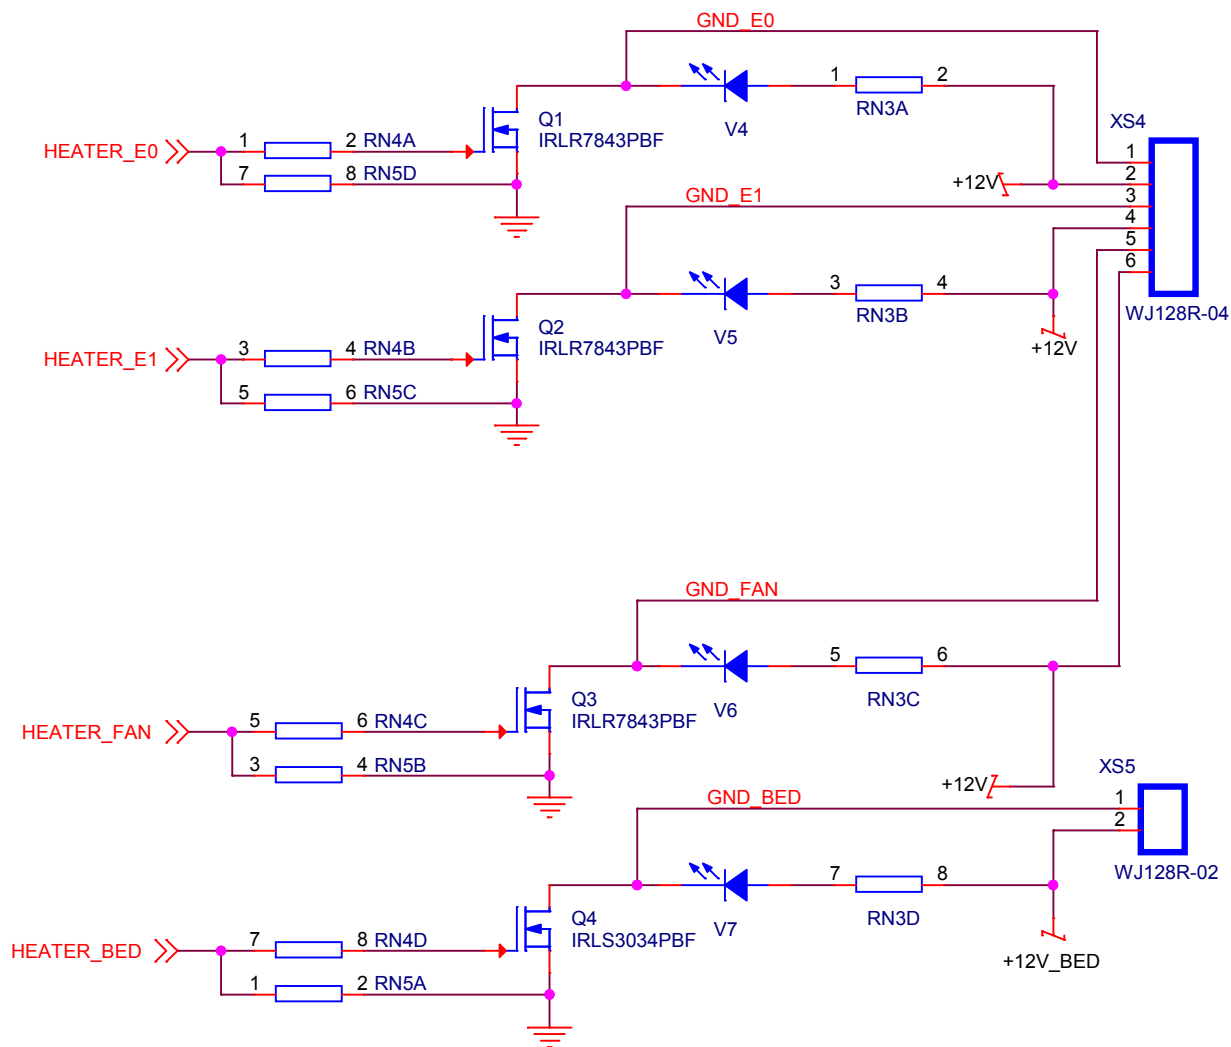 GND_E0
1 2
V4
RN3A
XS4
Q1
IRLR7843PBF
HEATER_E0
1 2 RN4A
7 8 RN5D
+12V
1
2
3
4
5
6
WJ128R-04
GND_E1
3 4
V5
RN3B
+12V
Q2
IRLR7843PBF
HEATER_E1
3 4 RN4B
5 6 RN5C
GND_FAN
5 6
V6
RN3C
Q3
IRLR7843PBF
HEATER_FAN
5 6 RN4C
3 4 RN5B
+12V
XS5
GND_BED
1
2
WJ128R-02
7 8
V7
RN3D
Q4
IRLS3034PBF
HEATER_BED
7 8 RN4D
1 2 RN5A
+12V_BED